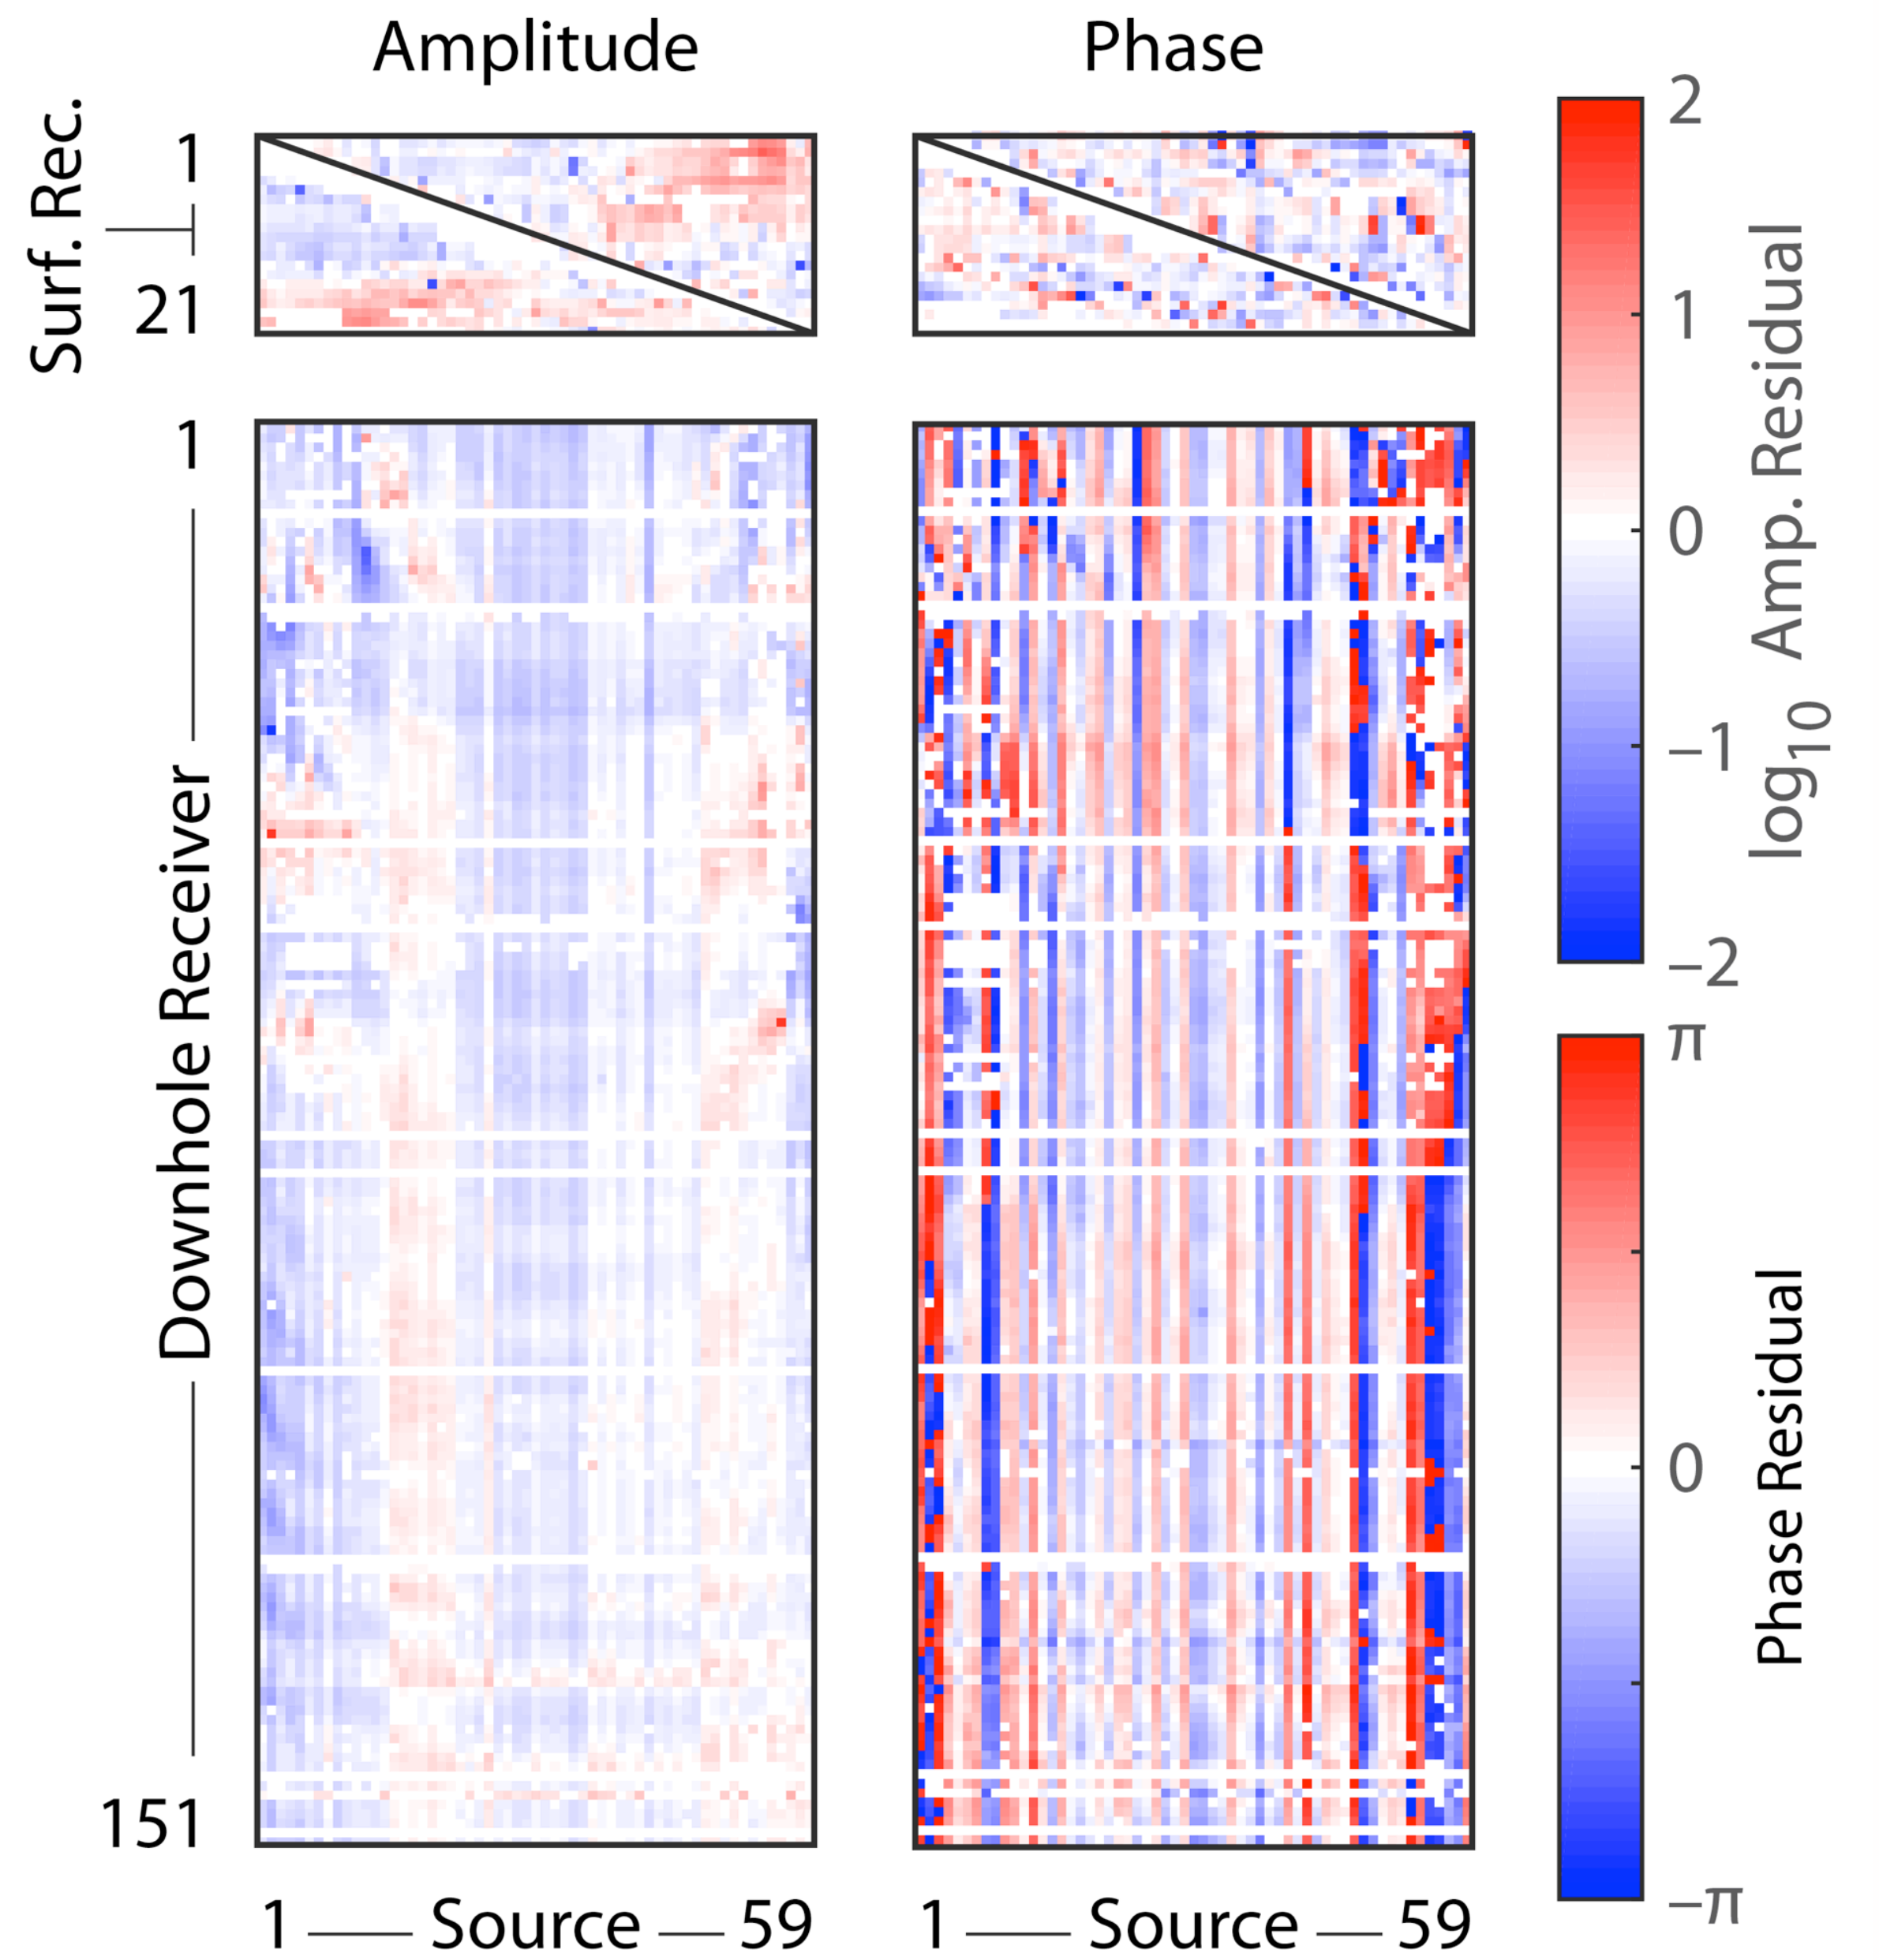 Amplitude
Phase
Surf. Rec.
1
21
Downhole Receiver
1
151
1 Source 59
1 Source 59
2
1
0
−1
−2
log10 Amp. Residual
π
0
−π
Phase Residual